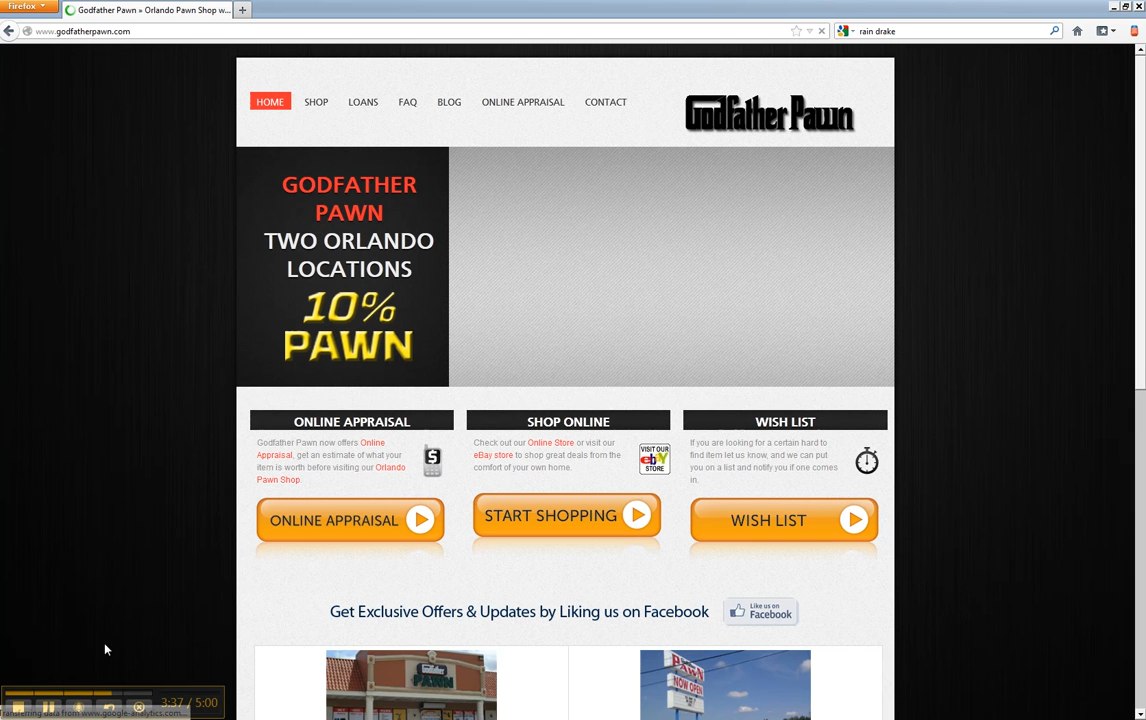 Firefox
Godfather Pawn » Orlando Pawn Shop w...
www.godfatherpawn.com
rain drake
HOME SHOP LOANS FAQ BLOG ONLINE APPRAISAL CONTACT
Godfather Pawn
GODFATHER
PAWN
TWO ORLANDO
LOCATIONS
10%
PAWN
ONLINE APPRAISAL
Godfather Pawn now offers Online
Appraisal, get an estimate of what your
item is worth before visiting our Orlando
Pawn Shop.
$
ONLINE APPRAISAL
SHOP ONLINE
Check out our Online Store or visit our
eBay store to shop great deals from the
comfort of your own home.
VISIT OUR
ebY
STORE
START SHOPPING
WISH LIST
If you are looking for a certain hard to
find item let us know, and we can put
you on a list and notify you if one comes
in.
WISH LIST
Get Exclusive Offers & Updates by Liking us on Facebook
Like us on
Facebook
Godfather
PAWN
PAWN
NOW OPEN
3:37 / 5:00
Transferring data from www.google-analytics.com...